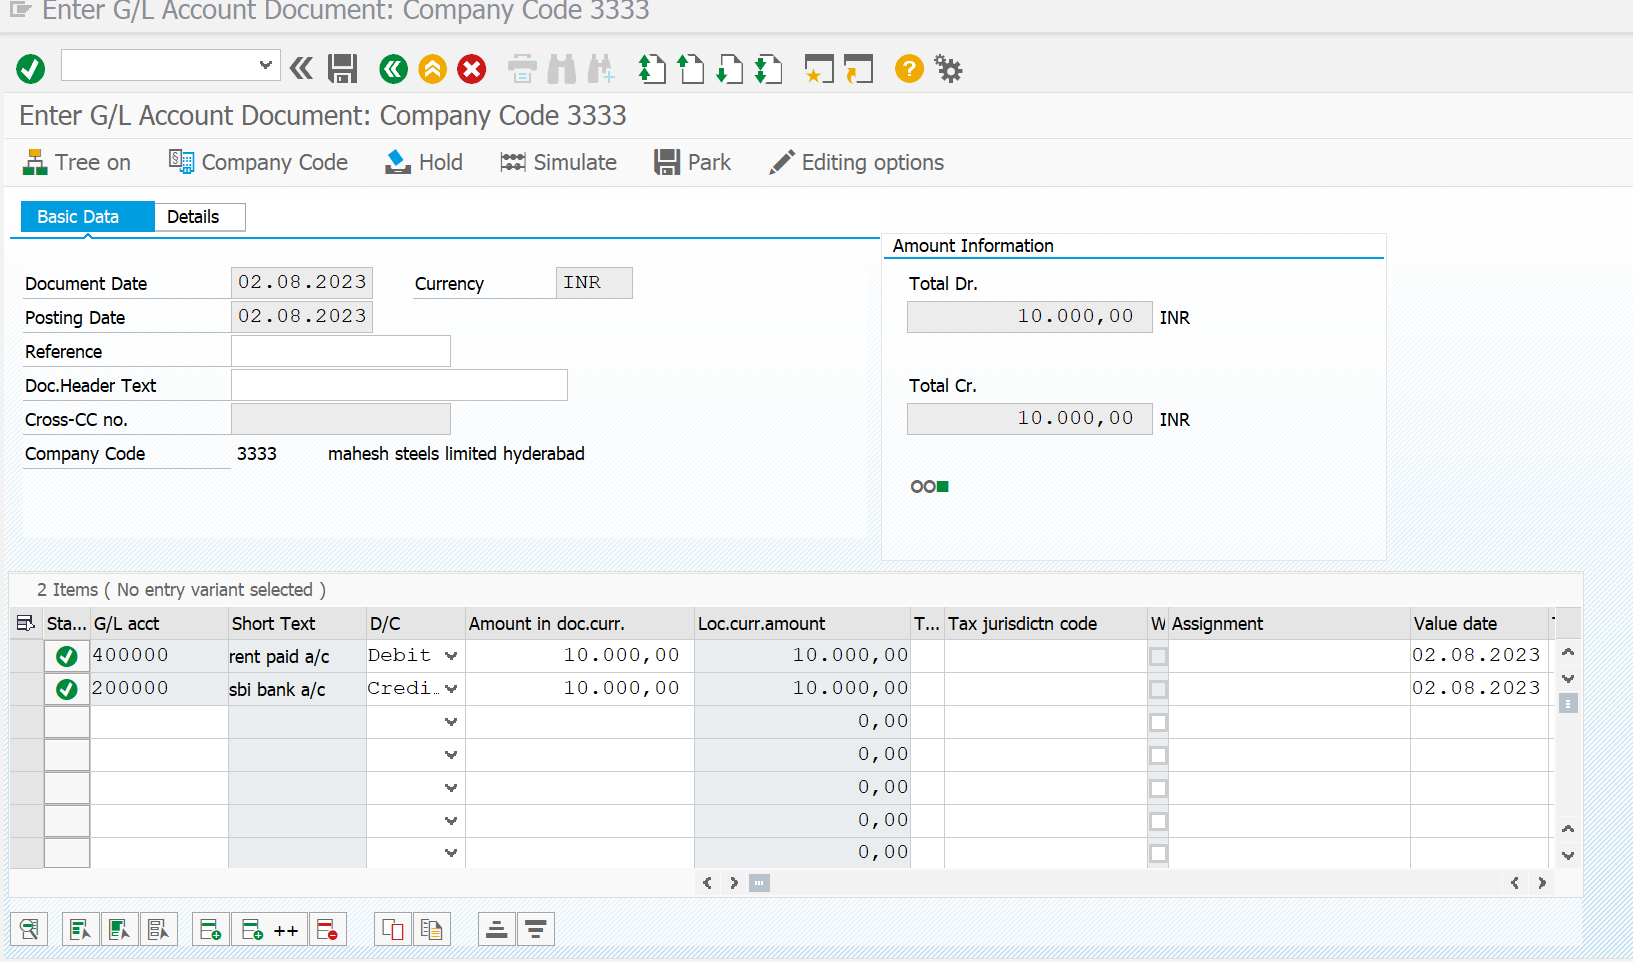 Enter G/L Account Document: Company Code 3333
Enter G/L Account Document: Company Code 3333
Tree on Company Code Hold Simulate Park Editing options
Basic Data Details
Amount Information
Document Date 02.08.2023 Currency INR Total Dr.
Posting Date 02.08.2023 10.000,00 INR
Reference
Doc.Header Text Total Cr.
Cross-CC no. 10.000,00 INR
Company Code 3333 mahesh steels limited hyderabad
2 Items ( No entry variant selected )
Sta... G/L acct Short Text D/C Amount in doc.curr. Loc.curr.amount T... Tax jurisdictn code W Assignment Value date
400000 rent paid a/c Debit 10.000,00 10.000,00 02.08.2023
200000 sbi bank a/c Credi… 10.000,00 10.000,00 02.08.2023
0,00
0,00
0,00
0,00
0,00
++